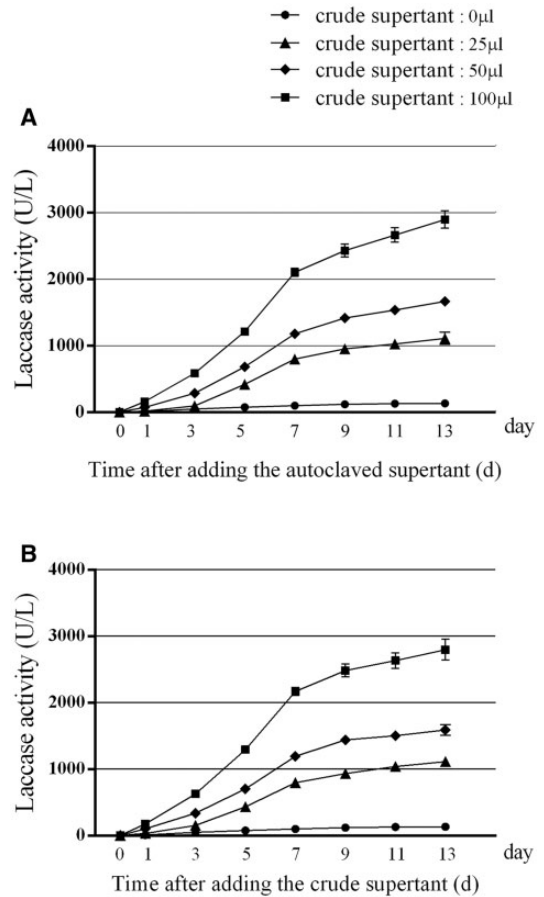 crude supertant : 0μl
crude supertant : 25μl
crude supertant : 50μl
crude supertant : 100μl
A
Laccase activity (U/L)
4000
3000
2000
1000
0
0 1 3 5 7 9 11 13 day
Time after adding the autoclaved supertant (d)
B
Laccase activity (U/L)
4000
3000
2000
1000
0
0 1 3 5 7 9 11 13 day
Time after adding the crude supertant (d)